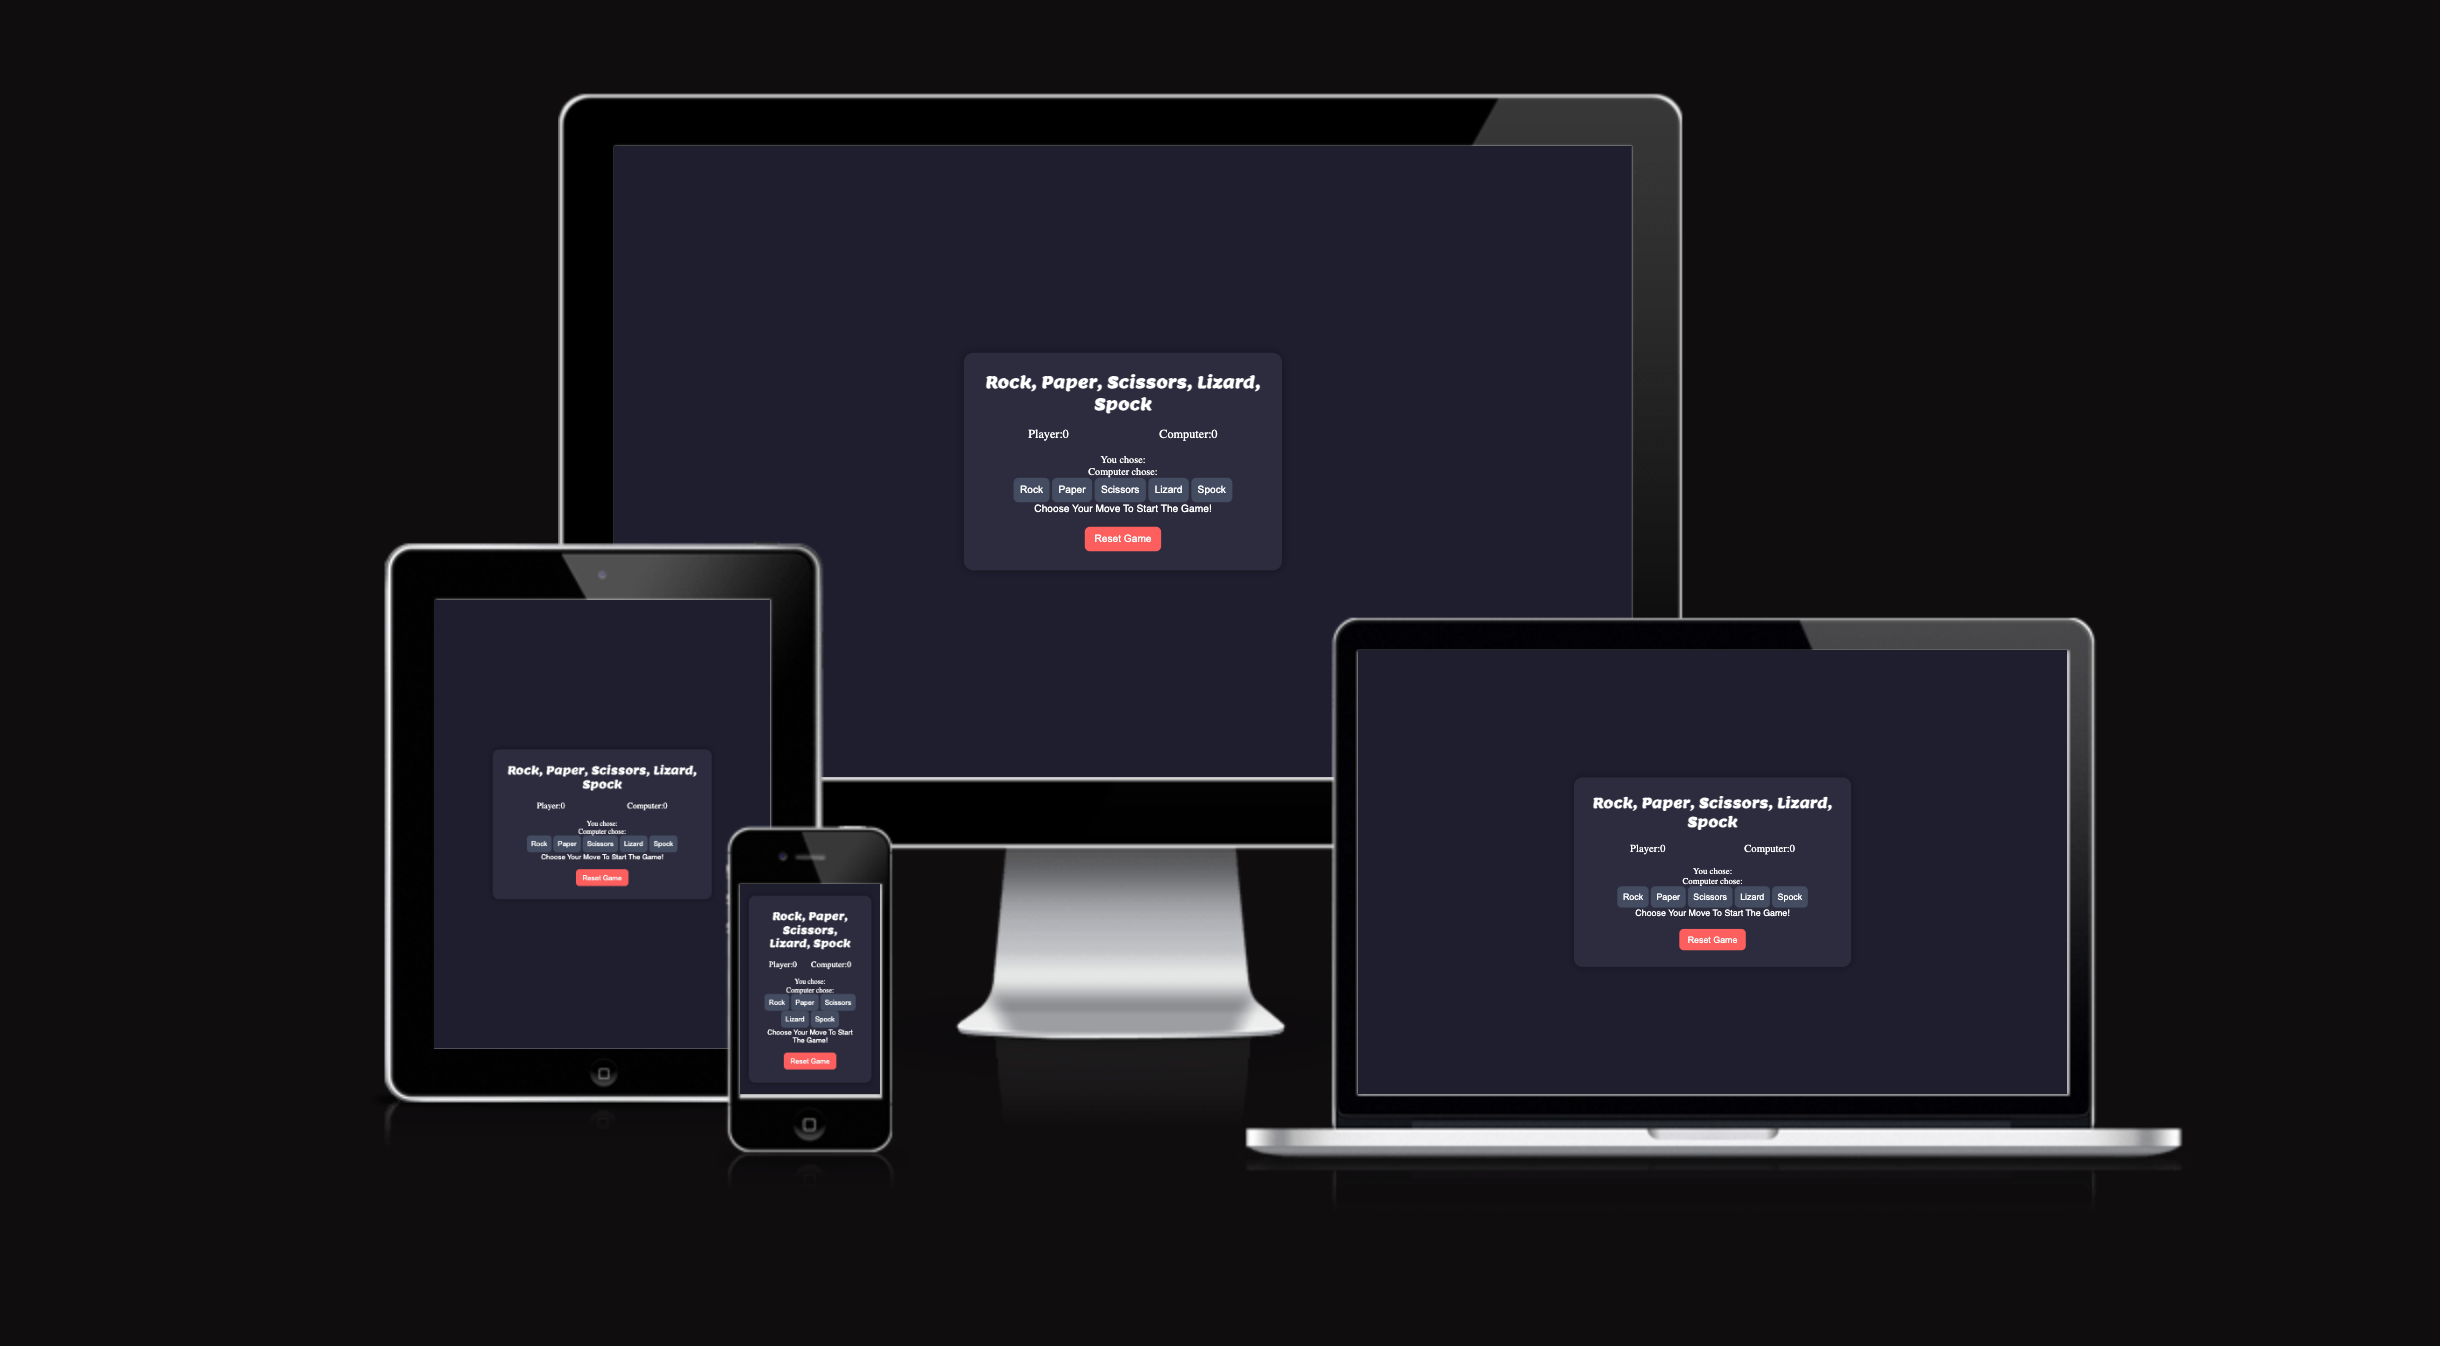 Rock, Paper, Scissors, Lizard,
Spock
Player:0 Computer:0
You chose:
Computer chose:
Rock Paper Scissors Lizard Spock
Choose Your Move To Start The Game!
Reset Game
Rock, Paper, Scissors, Lizard,
Spock
Player:0 Computer:0
You chose:
Computer chose:
Rock Paper Scissors Lizard Spock
Choose Your Move To Start The Game!
Reset Game
Rock, Paper,
Scissors,
Lizard, Spock
Player:0 Computer:0
You chose:
Computer chose:
Rock Paper Scissors
Lizard Spock
Choose Your Move To Start
The Game!
Reset Game
Rock, Paper, Scissors, Lizard,
Spock
Player:0 Computer:0
You chose:
Computer chose:
Rock Paper Scissors Lizard Spock
Choose Your Move To Start The Game!
Reset Game